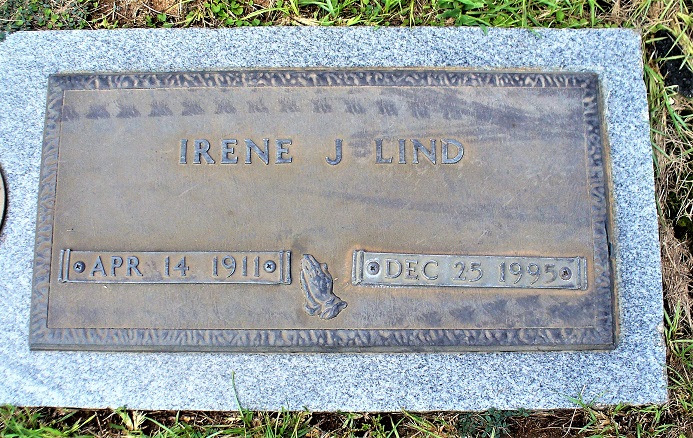 IRENE J LIND
APR 14 1911
DEC 25 1995